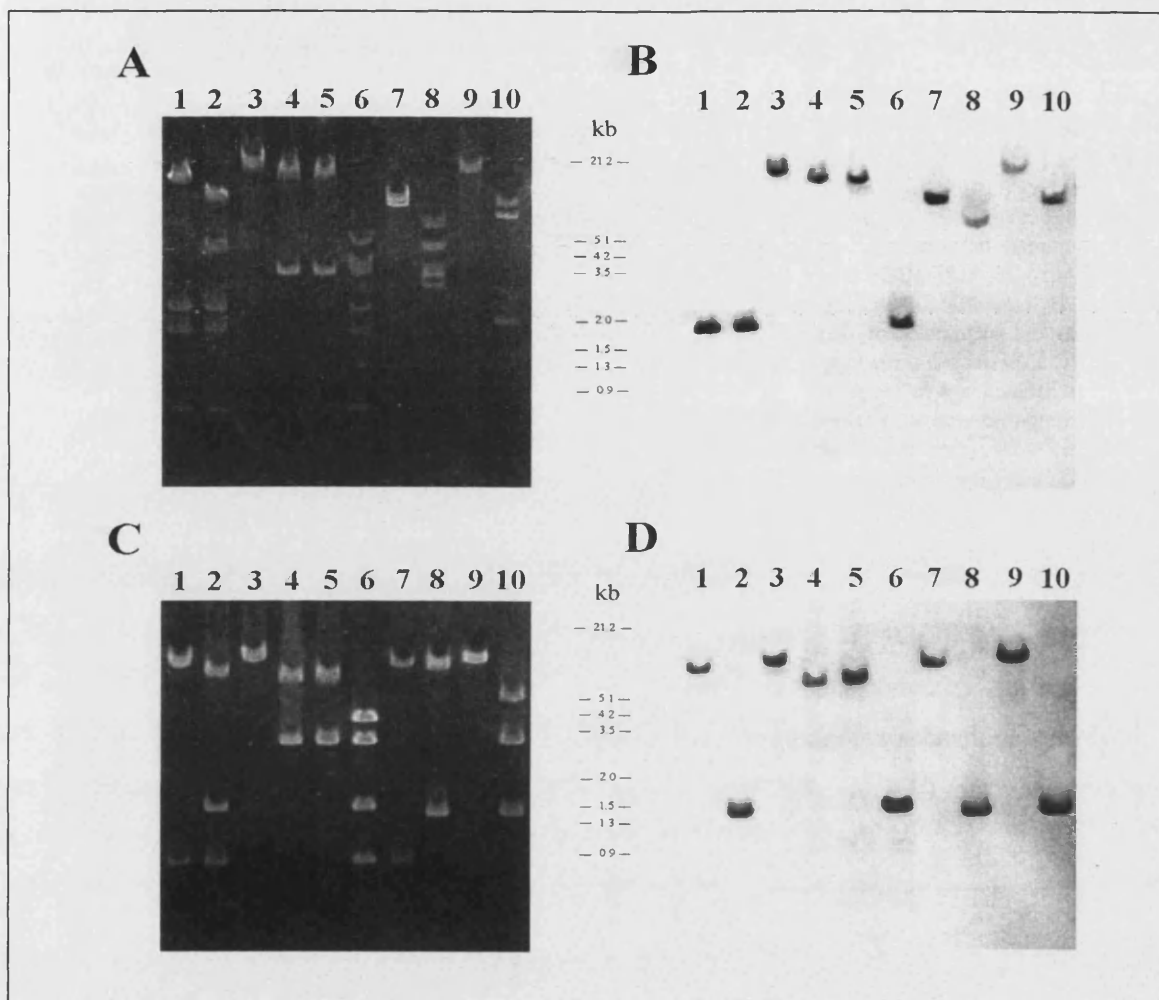 A
1 2 3 4 5 6 7 8 9 10
kb
— 21.2 —
— 5.1 —
— 4.2 —
— 3.5 —
— 2.0 —
— 1.5 —
— 1.3 —
— 0.9 —
B
1 2 3 4 5 6 7 8 9 10
C
1 2 3 4 5 6 7 8 9 10
kb
— 21.2 —
— 5.1 —
— 4.2 —
— 3.5 —
— 2.0 —
— 1.5 —
— 1.3 —
— 0.9 —
D
1 2 3 4 5 6 7 8 9 10